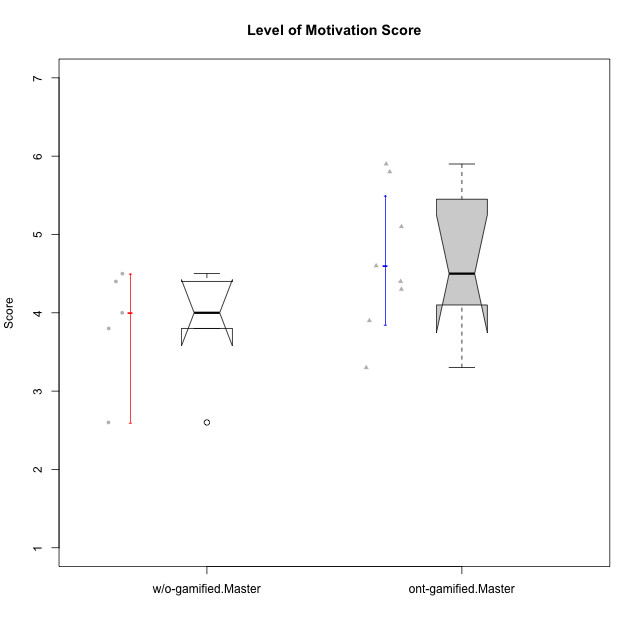 Level of Motivation Score
7
6
5
4
3
2
1
Score
w/o-gamified.Master
ont-gamified.Master